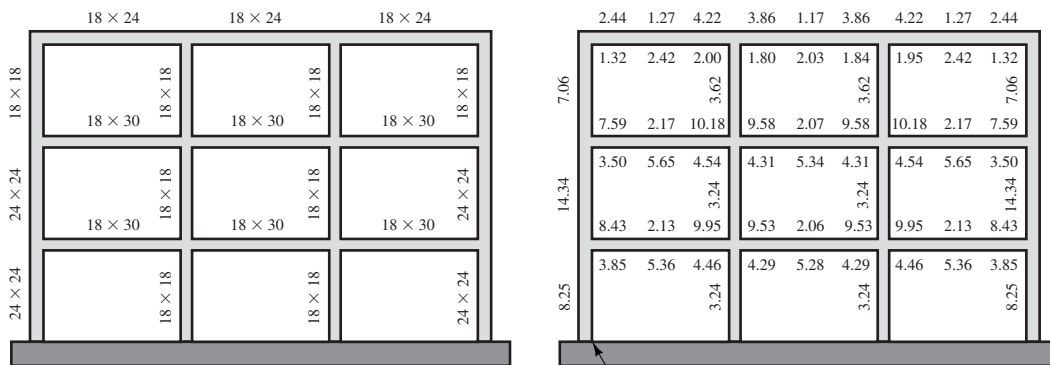 18 × 24 18 × 24 18 × 24
18 × 18 18 × 18 18 × 18 18 × 18
18 × 30 18 × 30 18 × 30
24 × 24 18 × 18 18 × 18 24 × 24
18 × 30 18 × 30 18 × 30
24 × 24 18 × 18 18 × 18 24 × 24
2.44 1.27 4.22 3.86 1.17 3.86 4.22 1.27 2.44
1.32 2.42 2.00 1.80 2.03 1.84 1.95 2.42 1.32
7.06 3.62 3.62 7.06
7.59 2.17 10.18 9.58 2.07 9.58 10.18 2.17 7.59
3.50 5.65 4.54 4.31 5.34 4.31 4.54 5.65 3.50
14.34 3.24 3.24 14.34
8.43 2.13 9.95 9.53 2.06 9.53 9.95 2.13 8.43
3.85 5.36 4.46 4.29 5.28 4.29 4.46 5.36 3.85
8.25 3.24 3.24 8.25